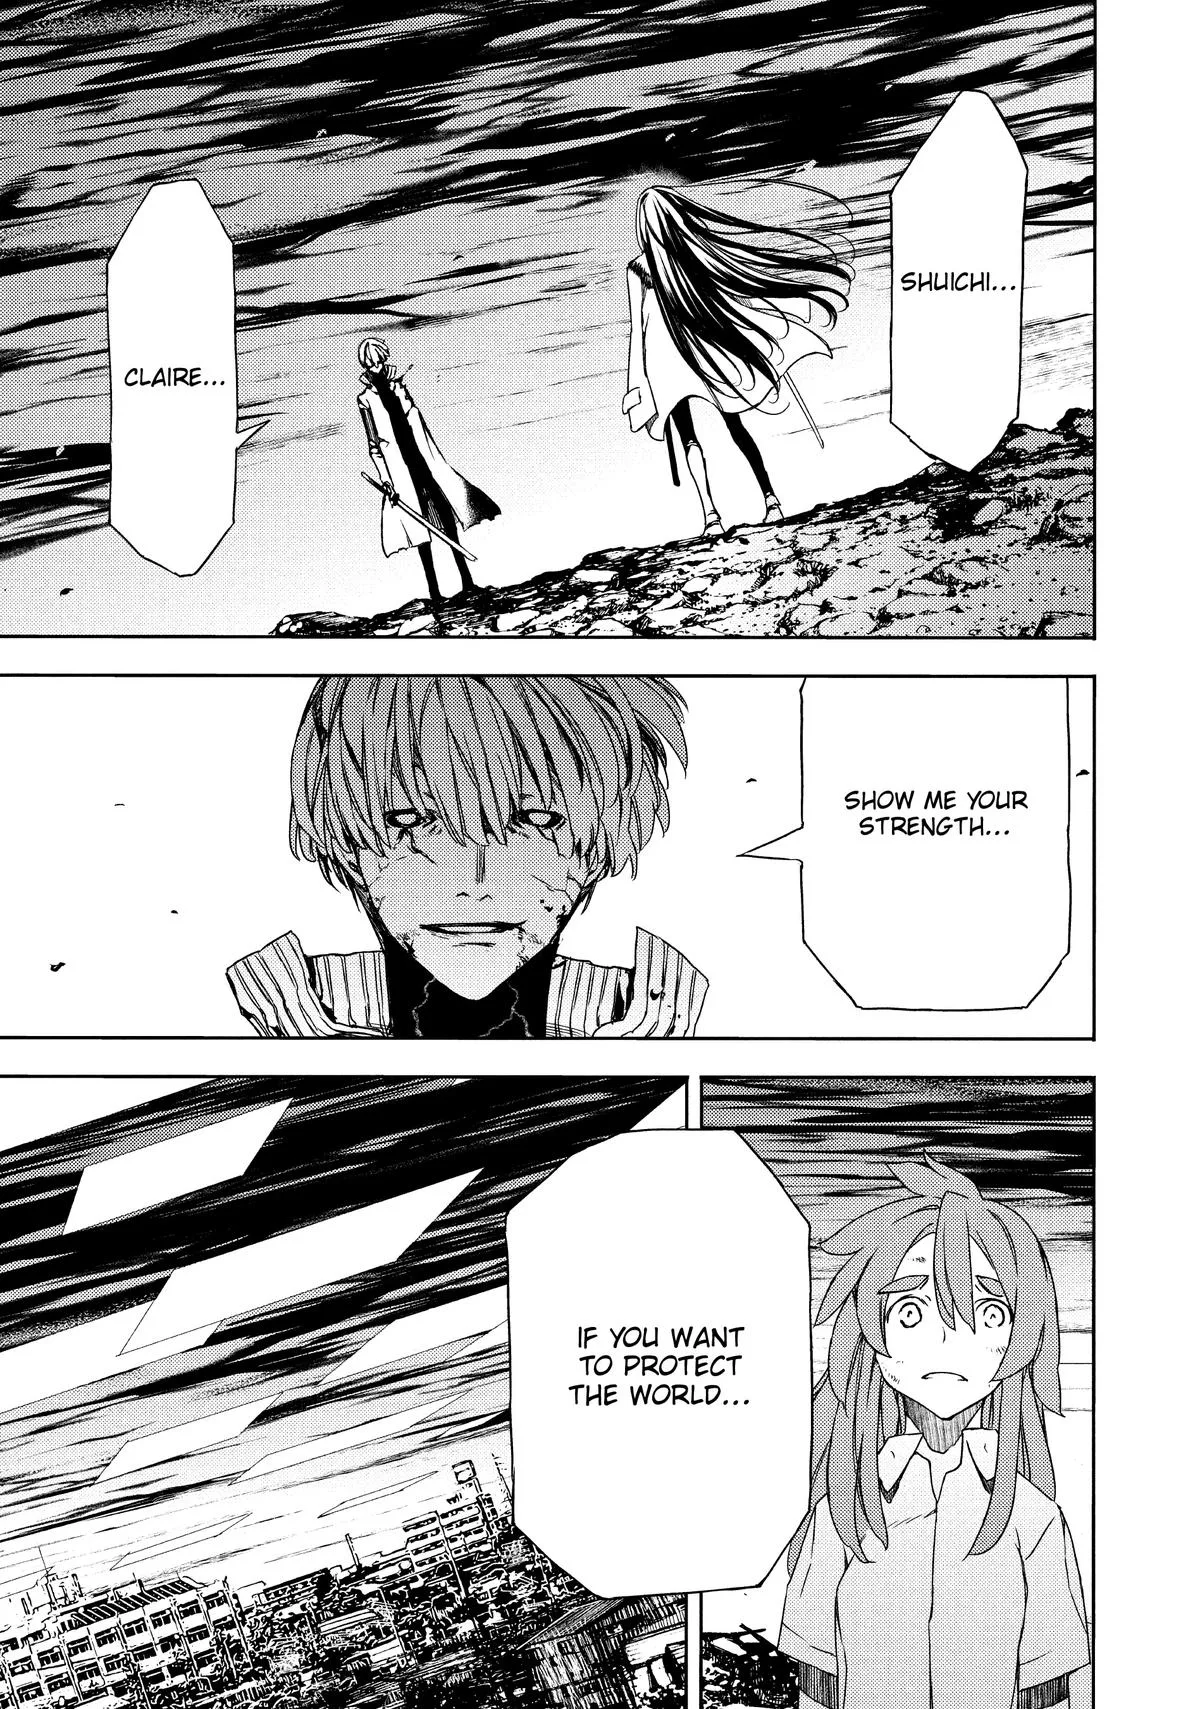 SHUICHI...
CLAIRE...
SHOW ME YOUR
STRENGTH...
IF YOU WANT
TO PROTECT
THE WORLD...